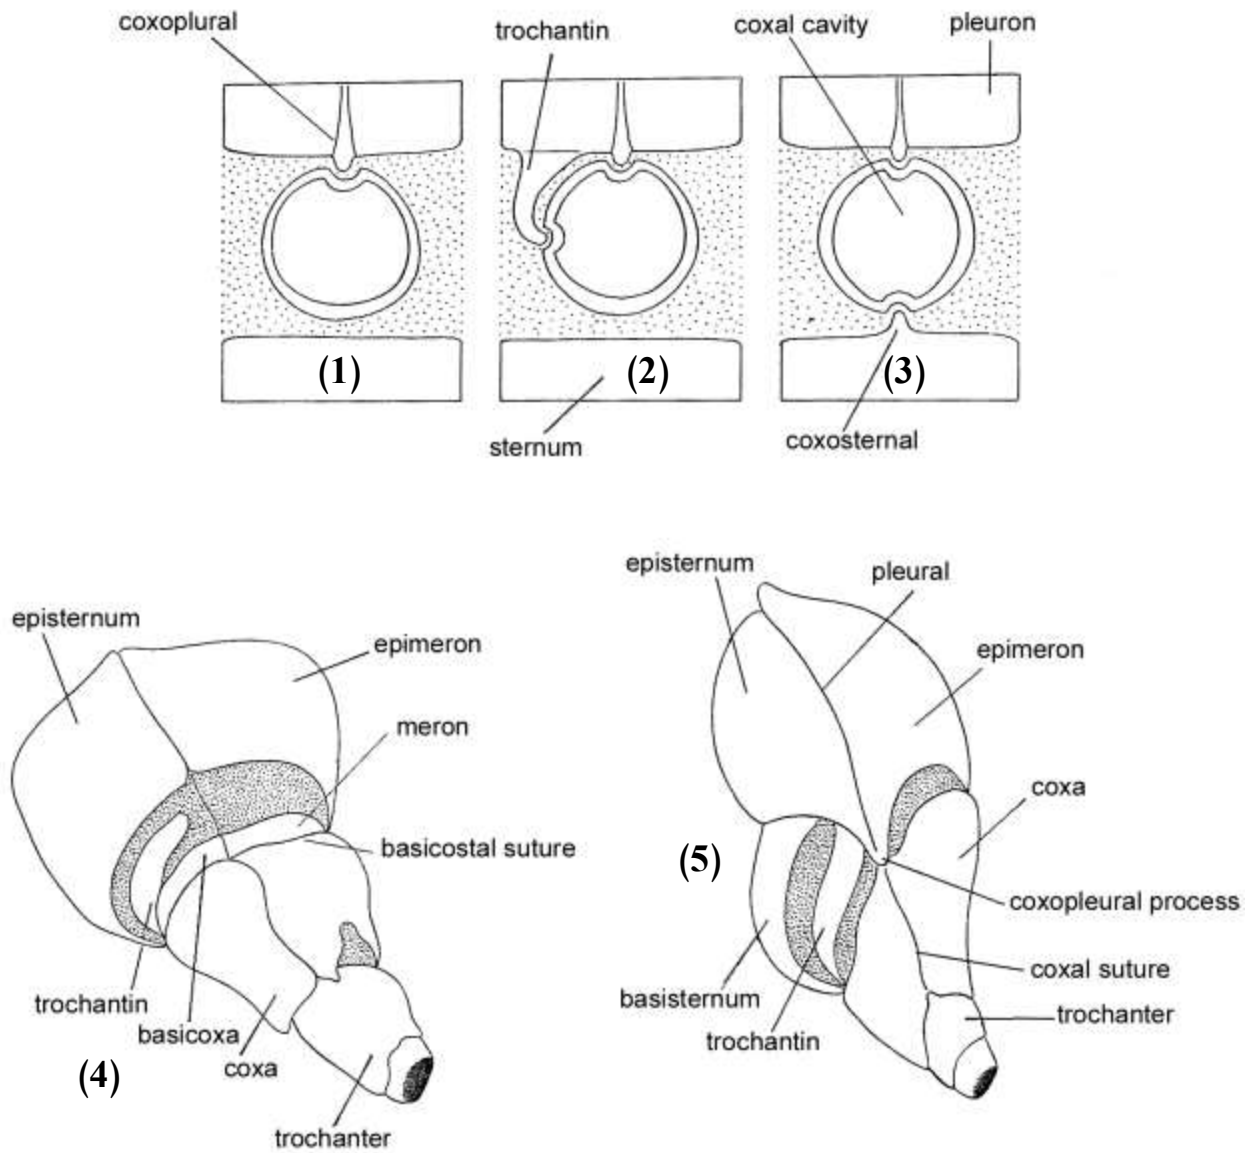 coxoplural
trochantin
coxal cavity
pleuron
(1)
(2)
(3)
sternum
coxosternal
episternum
epimeron
meron
basicostal suture
trochantin
basicoxa
coxa
(4)
trochanter
episternum
pleural
epimeron
coxa
(5)
coxopleural process
coxal suture
basisternum
trochanter
trochantin